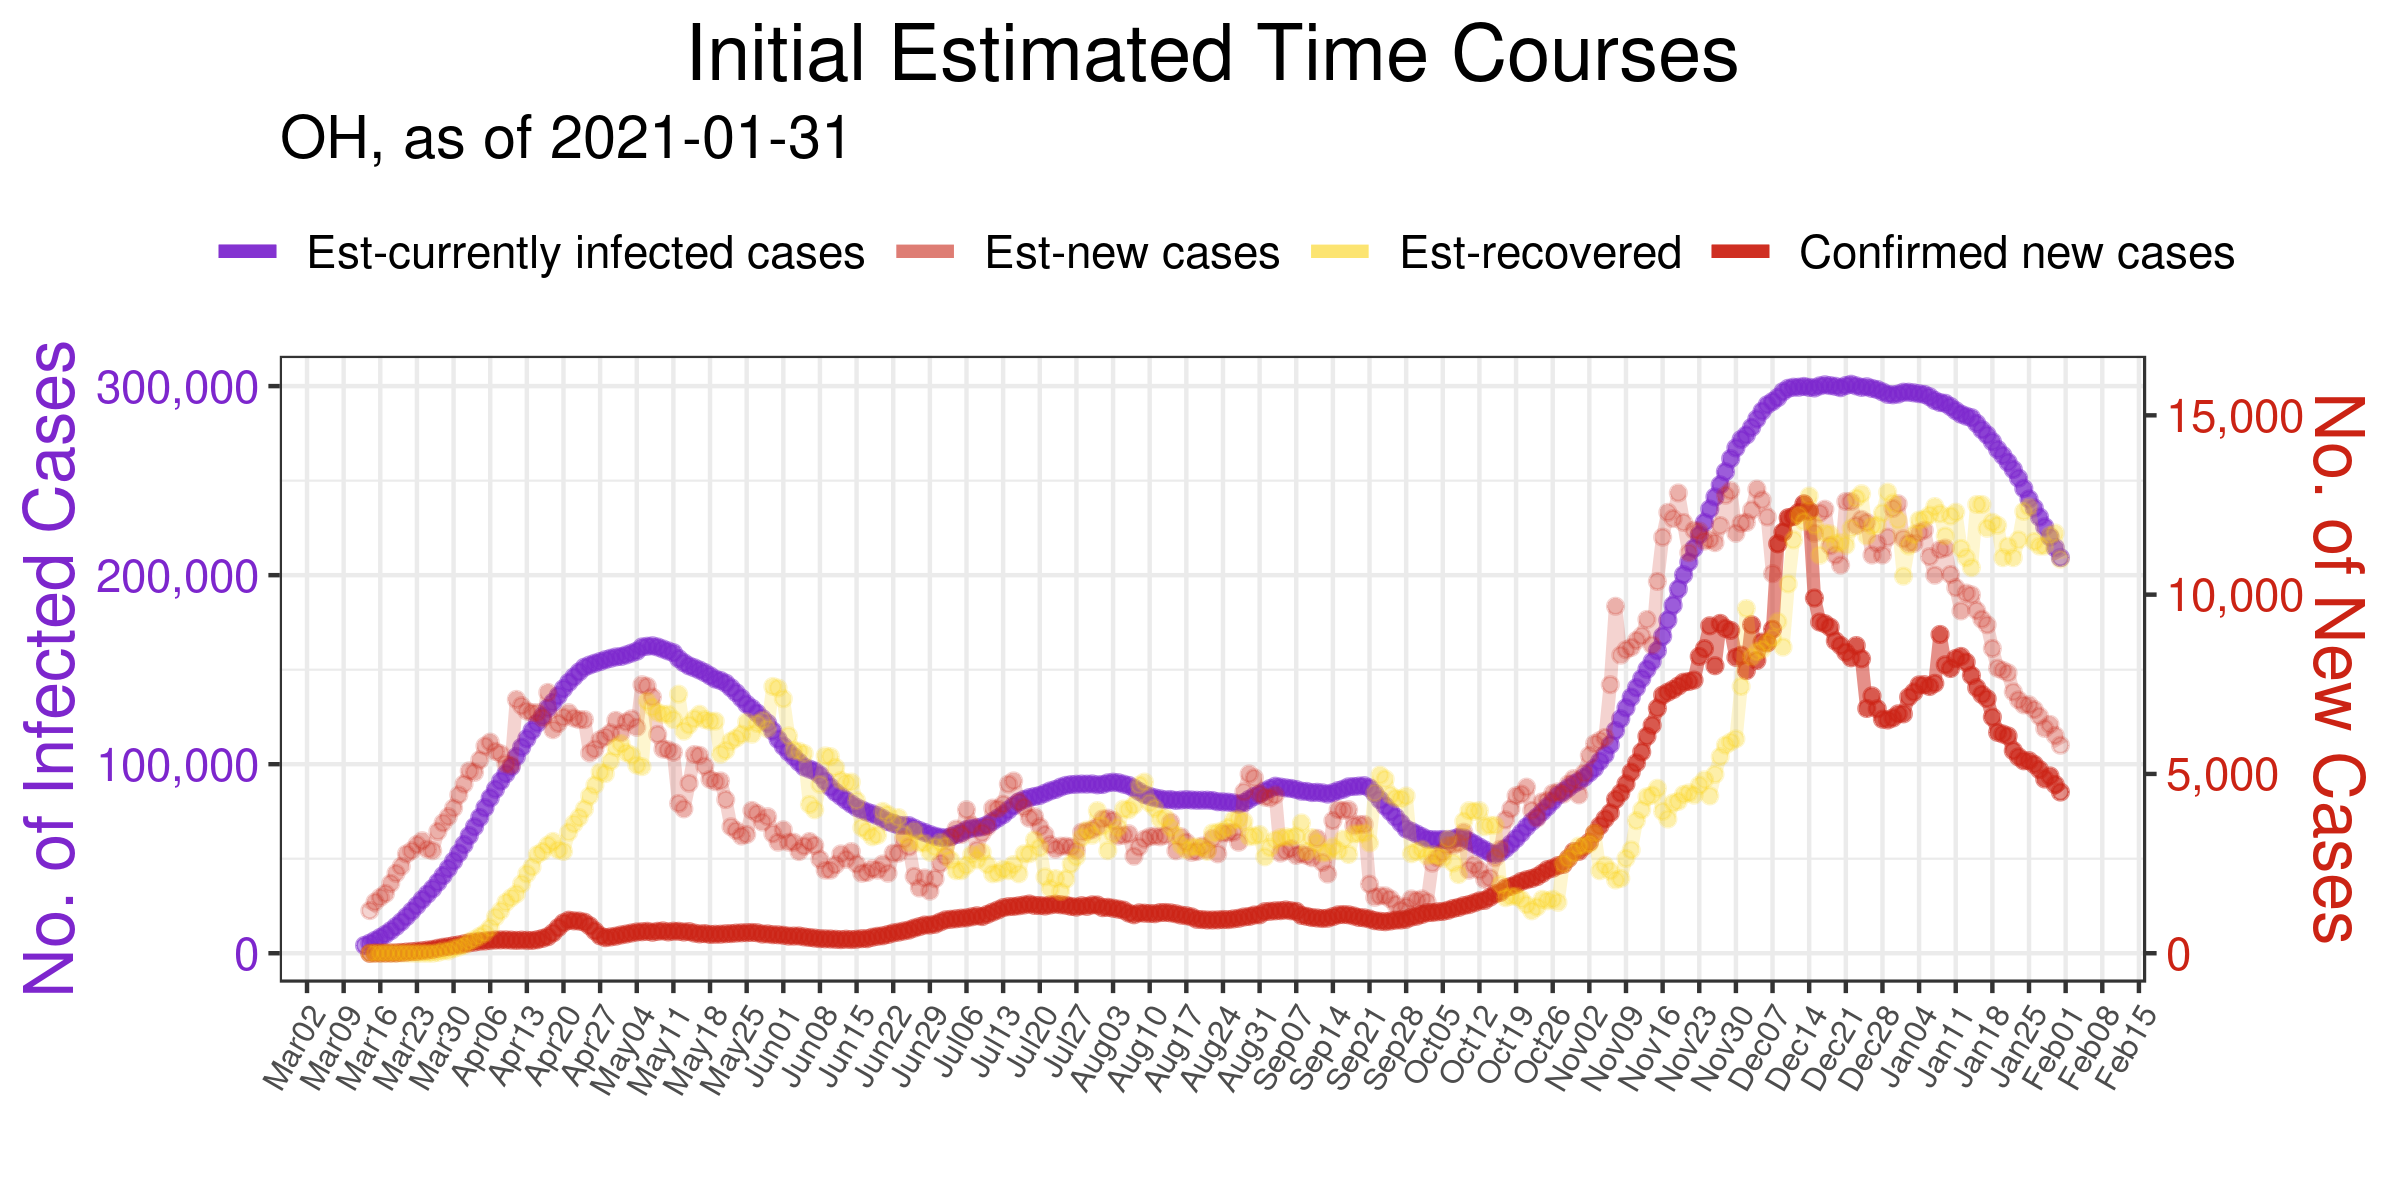 Initial Estimated Time Courses
OH, as of 2021-01-31
Est-currently infected cases Est-new cases Est-recovered Confirmed new cases
No. of Infected Cases
300,000
200,000
100,000
0
15,000
10,000
5,000
0
No. of New Cases
Mar02 Mar09 Mar16 Mar23 Mar30 Apr06 Apr13 Apr20 Apr27 May04 May11 May18 May25 Jun01 Jun08 Jun15 Jun22 Jun29 Jul06 Jul13 Jul20 Jul27 Aug03 Aug10 Aug17 Aug24 Aug31 Sep07 Sep14 Sep21 Sep28 Oct05 Oct12 Oct19 Oct26 Nov02 Nov09 Nov16 Nov23 Nov30 Dec07 Dec14 Dec21 Dec28 Jan04 Jan11 Jan18 Jan25 Feb01 Feb08 Feb15